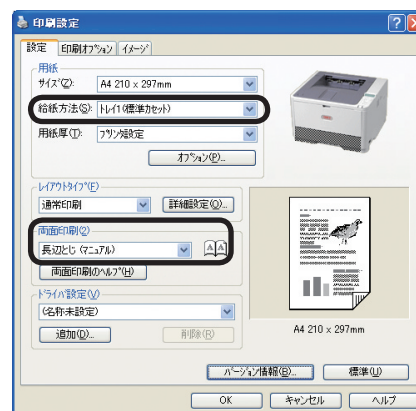 印刷設定
設定 印刷オプション イメージ
用紙
サイズ(Z): A4 210 x 297mm
給紙方法(S): トレイ1(標準カセット)
用紙厚(T): プリンタ設定
オプション(P)...
レイアウトタイプ(E)
通常印刷 詳細設定(O)...
両面印刷(2)
長辺とじ (マニュアル)
両面印刷のヘルプ(H)
ドライバ設定(V)
(名称未設定)
追加(D)... 削除(R)
A4 210 x 297mm
バージョン情報(B)... 標準(U)
OK キャンセル ヘルプ